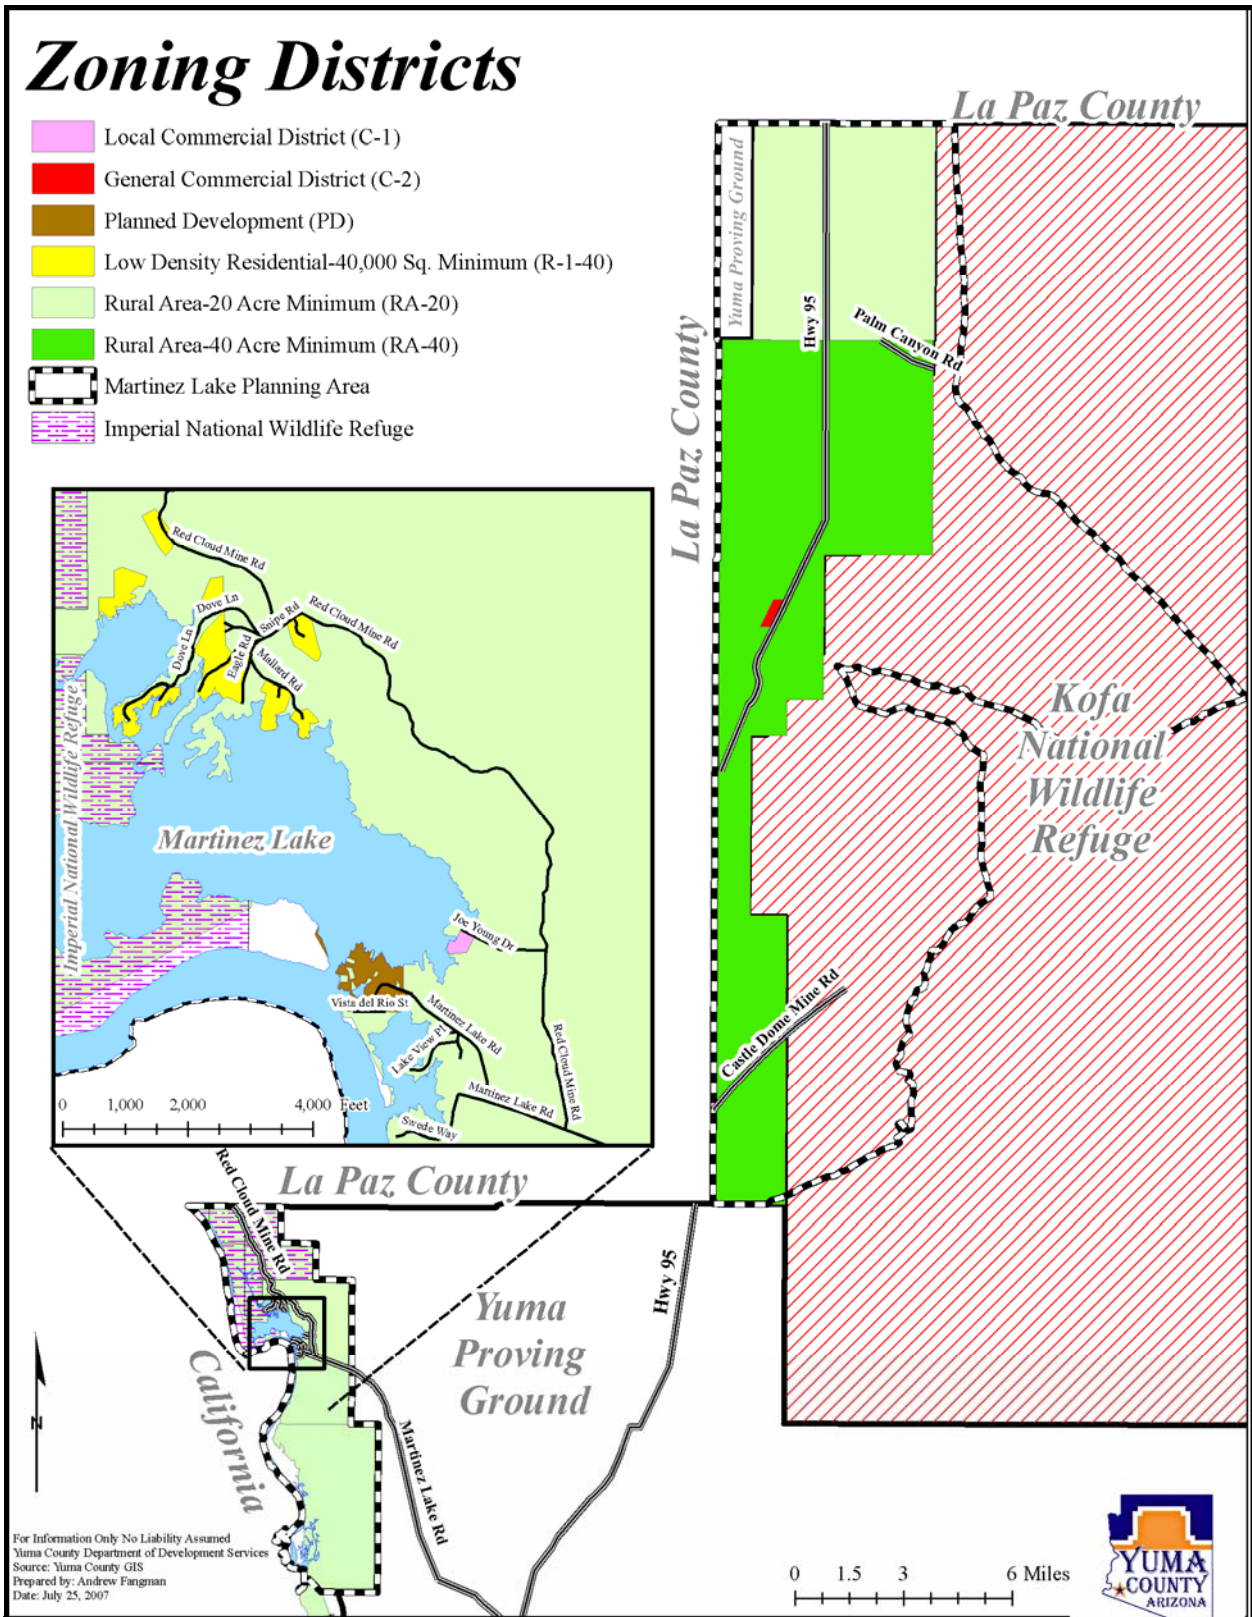 Zoning Districts
Local Commercial District (C-1)
General Commercial District (C-2)
Planned Development (PD)
Low Density Residential-40,000 Sq. Minimum (R-1-40)
Rural Area-20 Acre Minimum (RA-20)
Rural Area-40 Acre Minimum (RA-40)
Martinez Lake Planning Area
Imperial National Wildlife Refuge
La Paz County
Yuma Proving Ground
Hwy 95
Palm Canyon Rd
La Paz County
Kofa
National
Wildlife
Refuge
Castle Dome Mine Rd
Red Cloud Mine Rd
Dove Ln
Snipe Rd
Red Cloud Mine Rd
Dove Ln
Eagle Rd
Mallard Rd
Imperial National Wildlife Refuge
Martinez Lake
Joe Young Dr
Vista del Rio St
Martinez Lake Rd
Lake View Pl
Red Cloud Mine Rd
Martinez Lake Rd
Swede Way
0 1,000 2,000 4,000 Feet
La Paz County
Red Cloud Mine Rd
Hwy 95
Yuma
Proving
Ground
California
Martinez Lake Rd
N
For Information Only No Liability Assumed
Yuma County Department of Development Services
Source: Yuma County GIS
Prepared by: Andrew Fangman
Date: July 25, 2007
0 1.5 3 6 Miles
YUMA
COUNTY
ARIZONA